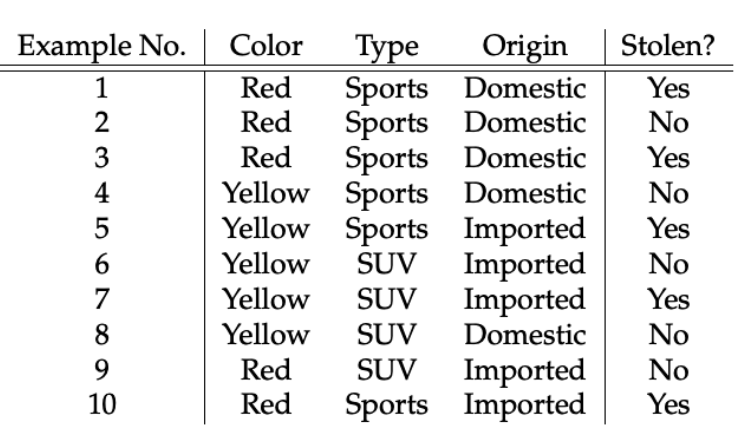 Example No. Color Type Origin Stolen?
1 Red Sports Domestic Yes
2 Red Sports Domestic No
3 Red Sports Domestic Yes
4 Yellow Sports Domestic No
5 Yellow Sports Imported Yes
6 Yellow SUV Imported No
7 Yellow SUV Imported Yes
8 Yellow SUV Domestic No
9 Red SUV Imported No
10 Red Sports Imported Yes